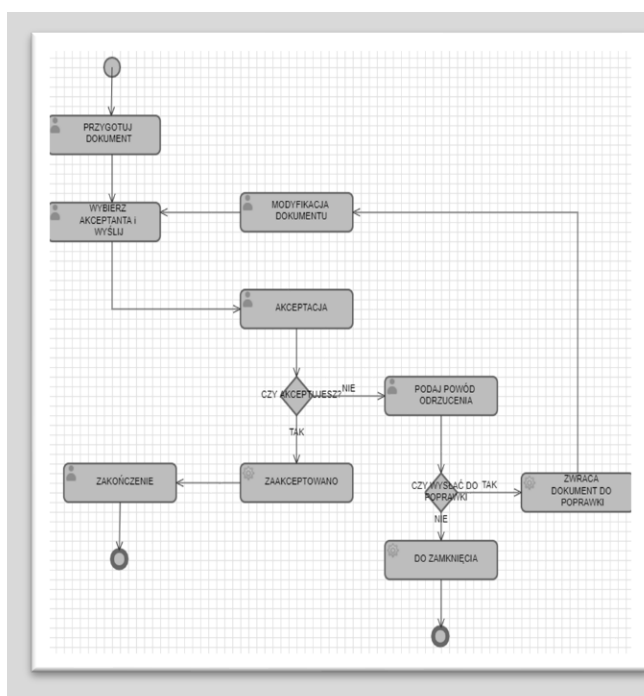 PRZYGOTUJ
DOKUMENT
WYBIERZ
AKCEPTANTA i
WYŚLIJ
MODYFIKACJA
DOKUMENTU
AKCEPTACJA
CZY AKCEPTUJESZ?
NIE
PODAJ POWÓD
ODRZUCENIA
TAK
ZAKOŃCZENIE
ZAAKCEPTOWANO
CZY WYSŁAĆ DO
POPRAWKI
TAK
ZWRACA
DOKUMENT DO
POPRAWKI
NIE
DO ZAMKNIĘCIA